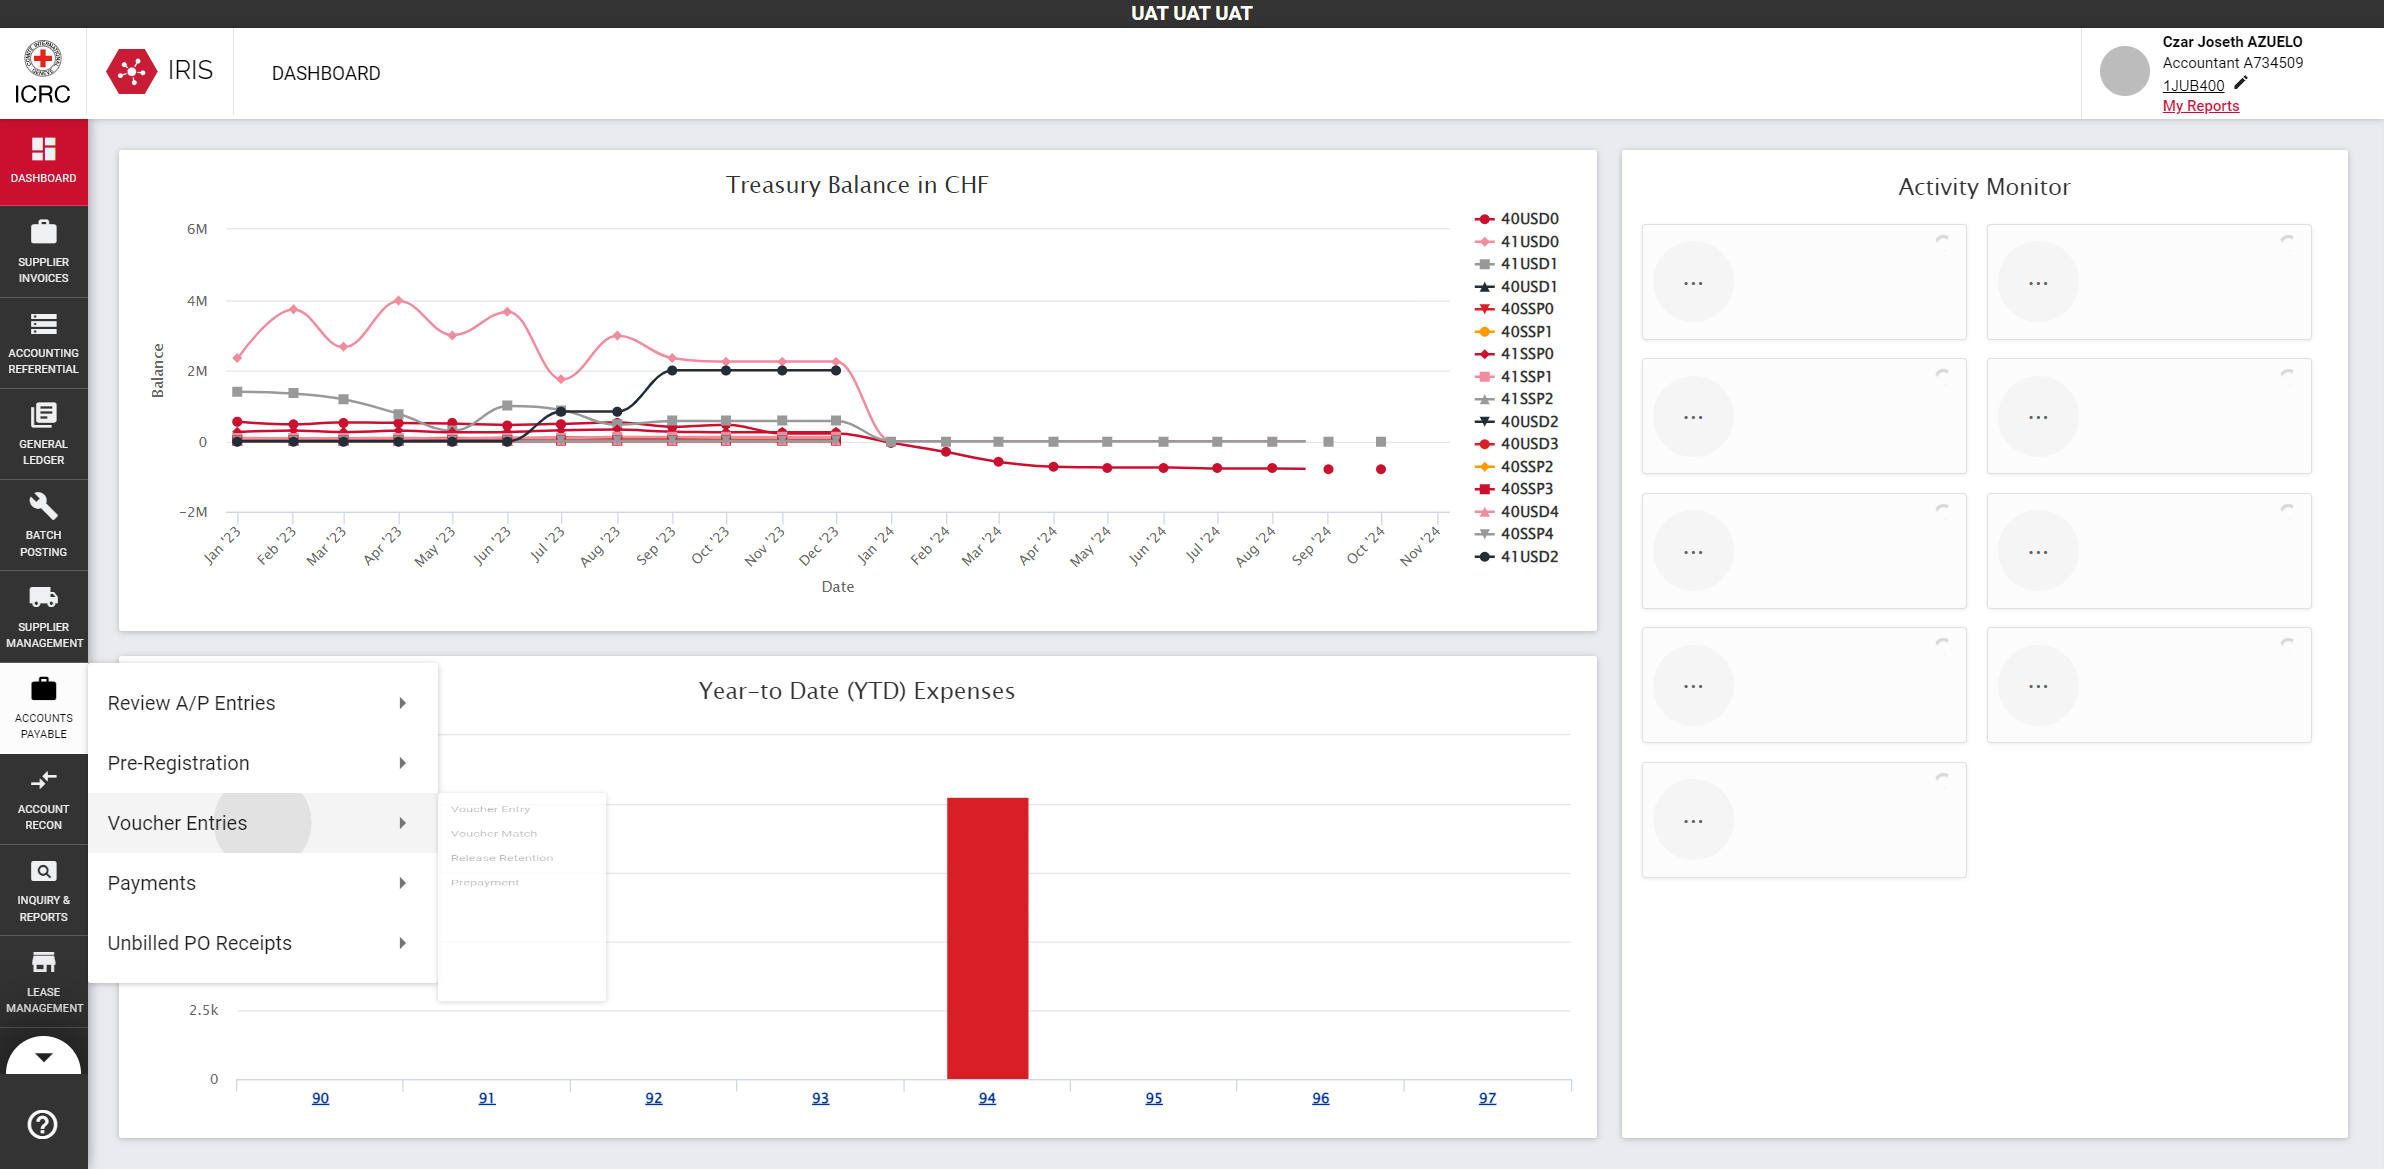 UAT UAT UAT
COMITE INTERNATIONAL GENEVE
ICRC
IRIS
DASHBOARD
Czar Joseth AZUELO
Accountant A734509
1JUB400
My Reports
DASHBOARD
SUPPLIER
INVOICES
ACCOUNTING
REFERENTIAL
GENERAL
LEDGER
BATCH
POSTING
SUPPLIER
MANAGEMENT
ACCOUNTS
PAYABLE
ACCOUNT
RECON
INQUIRY &
REPORTS
LEASE
MANAGEMENT
Treasury Balance in CHF
6M
4M
2M
0
-2M
Balance
Jan '23
Feb '23
Mar '23
Apr '23
May '23
Jun '23
Jul '23
Aug '23
Sep '23
Oct '23
Nov '23
Dec '23
Jan '24
Feb '24
Mar '24
Apr '24
May '24
Jun '24
Jul '24
Aug '24
Sep '24
Oct '24
Nov '24
Date
40USD0
41USD0
41USD1
40USD1
40SSP0
40SSP1
41SSP0
41SSP1
41SSP2
40USD2
40USD3
40SSP2
40SSP3
40USD4
40SSP4
41USD2
Review A/P Entries
Pre-Registration
Voucher Entries
Payments
Unbilled PO Receipts
Voucher Entry
Voucher Match
Release Retention
Prepayment
Year-to Date (YTD) Expenses
2.5k
0
90
91
92
93
94
95
96
97
Activity Monitor
...
...
...
...
...
...
...
...
...